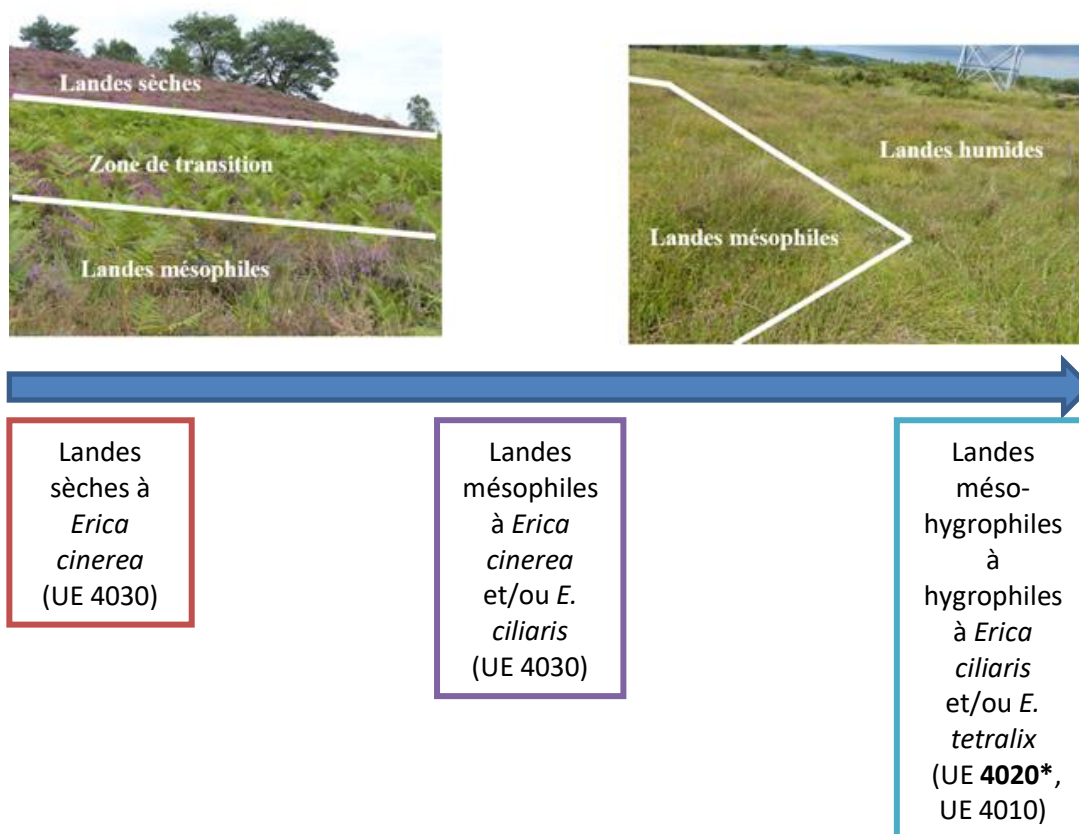 Landes sèches
Zone de transition
Landes mésophiles
Landes humides
Landes mésophiles
Landes
sèches à
Erica
cinerea
(UE 4030)
Landes
mésophiles
à Erica
cinerea
et/ou E.
ciliaris
(UE 4030)
Landes
méso-
hygrophiles
à
hygrophiles
à Erica
ciliaris
et/ou E.
tetralix
(UE 4020*,
UE 4010)